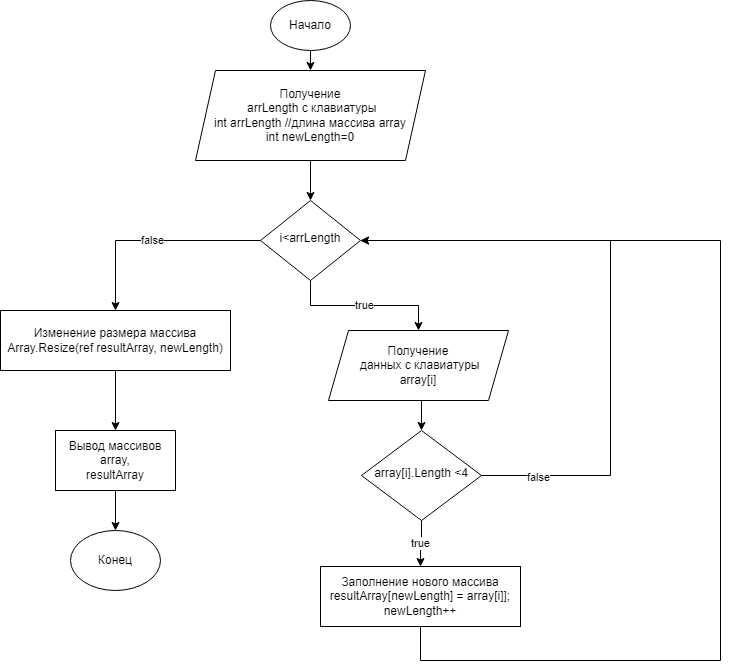 Начало
Получение
arrLength с клавиатуры
int arrLength //длина массива array
int newLength=0
i<arrLength
false
true
Изменение размера массива
Array.Resize(ref resultArray, newLength)
Получение
данных с клавиатуры
array[i]
Вывод массивов
array,
resultArray
array[i].Length <4
false
true
Конец
Заполнение нового массива
resultArray[newLength] = array[i]];
newLength++